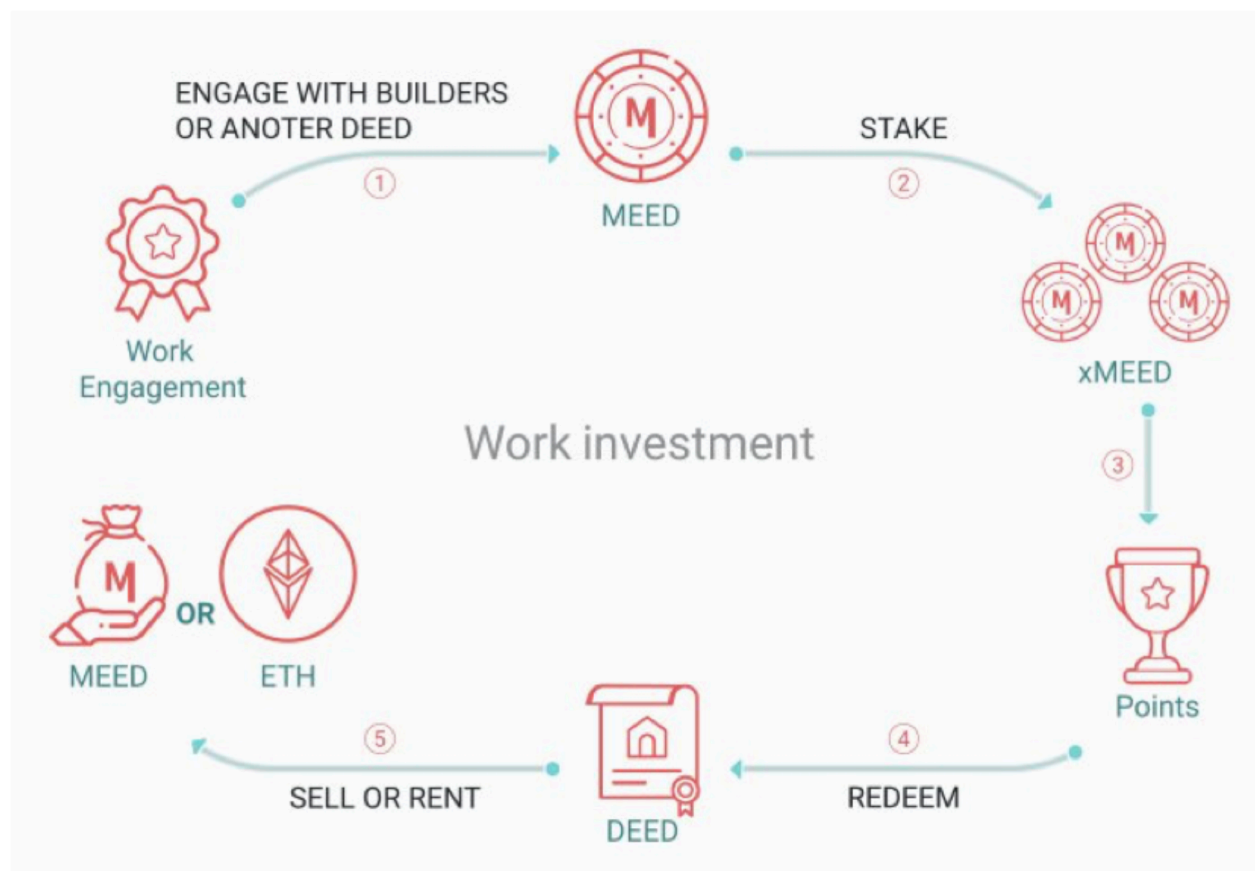 ENGAGE WITH BUILDERS
OR ANOTER DEED
①
M
MEED
STAKE
②
M
M
M
xMEED
Work
Engagement
Work investment
③
M
OR
MEED
ETH
Points
⑤
SELL OR RENT
DEED
④
REDEEM